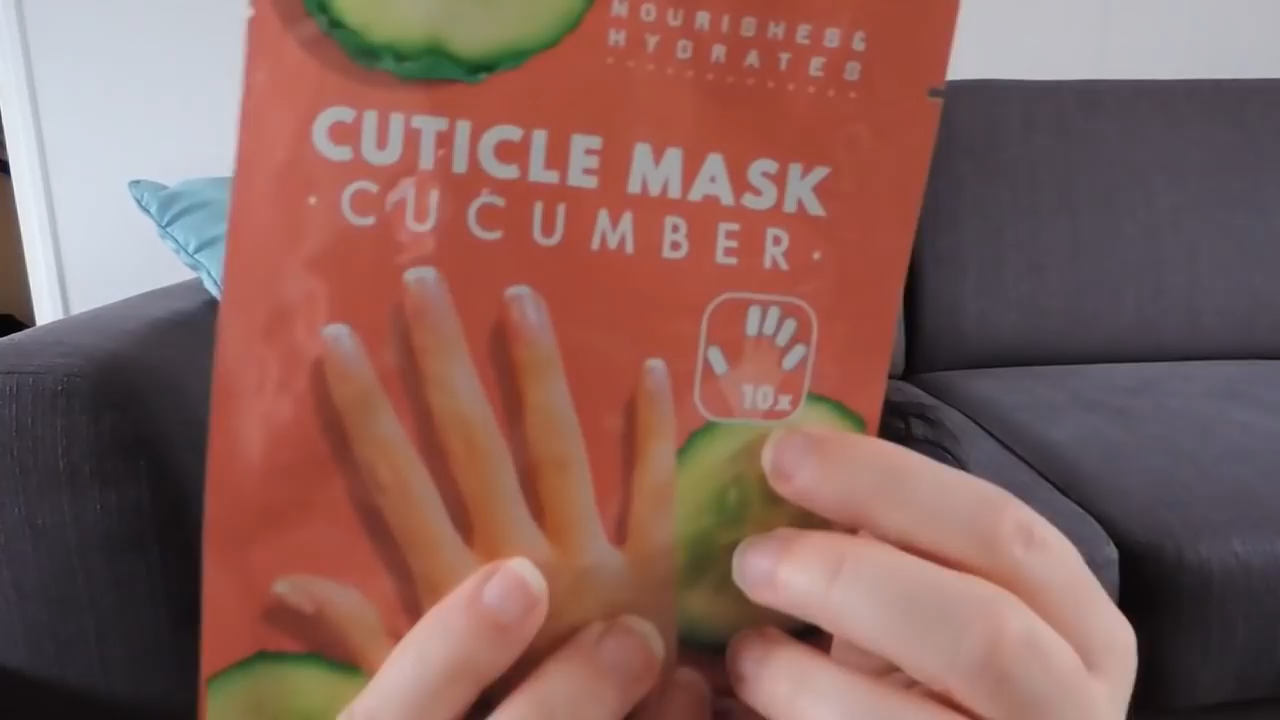 NOURISHES&
HYDRATES
CUTICLE MASK
· CUCUMBER ·
10x